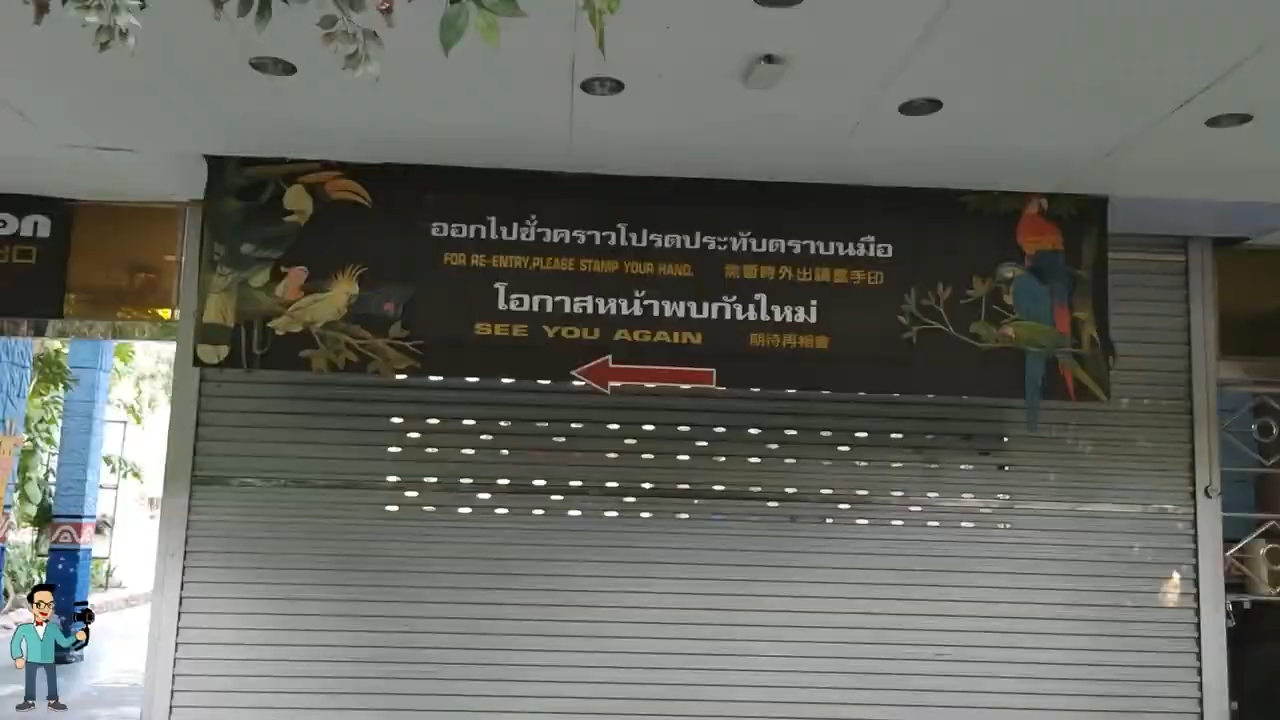 ออกไปชั่วคราวโปรดประทับตราบนมือ
FOR RE-ENTRY,PLEASE STAMP YOUR HAND. 需暫時外出請蓋手印
โอกาสหน้าพบกันใหม่
SEE YOU AGAIN 期待再相會